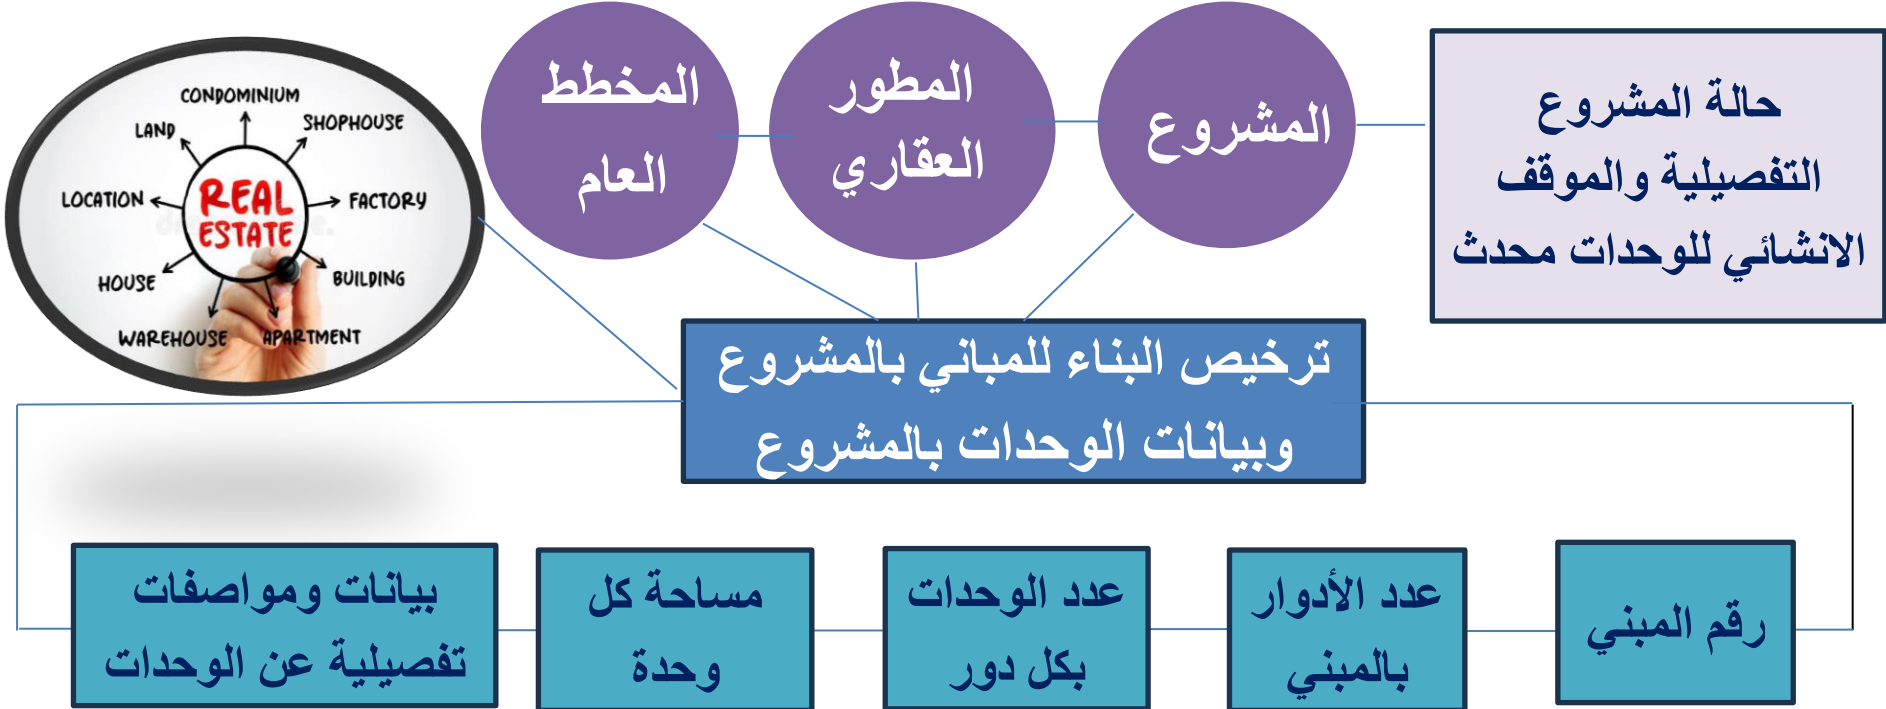 المشروع
المطور
العقاري
المخطط
العام
حالة المشروع
التفصيلية والموقف
الانشائي للوحدات محدث
CONDOMINIUM
LAND
SHOPHOUSE
LOCATION
REAL
ESTATE
FACTORY
HOUSE
BUILDING
WAREHOUSE
APARTMENT
ترخيص البناء للمباني بالمشروع
وبيانات الوحدات بالمشروع
رقم المبني
عدد الأدوار
بالمبني
عدد الوحدات
بكل دور
مساحة كل
وحدة
بيانات ومواصفات
تفصيلية عن الوحدات